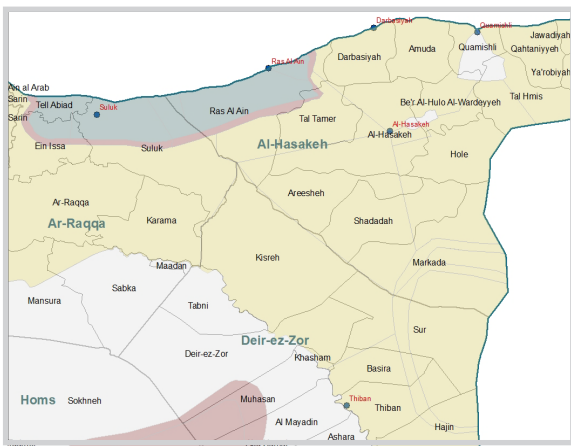 Darbasiyah
Quamishli
Jawadiyah
Amuda
Quamishli
Qahtaniyyeh
Darbasiyah
Ras Al Ain
Ya'robiyah
Ain al Arab
Sarin
Tell Abiad
Suluk
Ras Al Ain
Be'r Al-Hulo Al-Wardeyyeh
Tal Hmis
Sarin
Tal Tamer
Al-Hasakeh
Al-Hasakeh
Ein Issa
Suluk
Al-Hasakeh
Hole
Areesheh
Ar-Raqqa
Karama
Shadadah
Ar-Raqqa
Kisreh
Markada
Maadan
Sabka
Mansura
Tabni
Sur
Deir-ez-Zor
Deir-ez-Zor
Khasham
Basira
Homs
Sokhneh
Muhasan
Thiban
Thiban
Al Mayadin
Hajin
Ashara